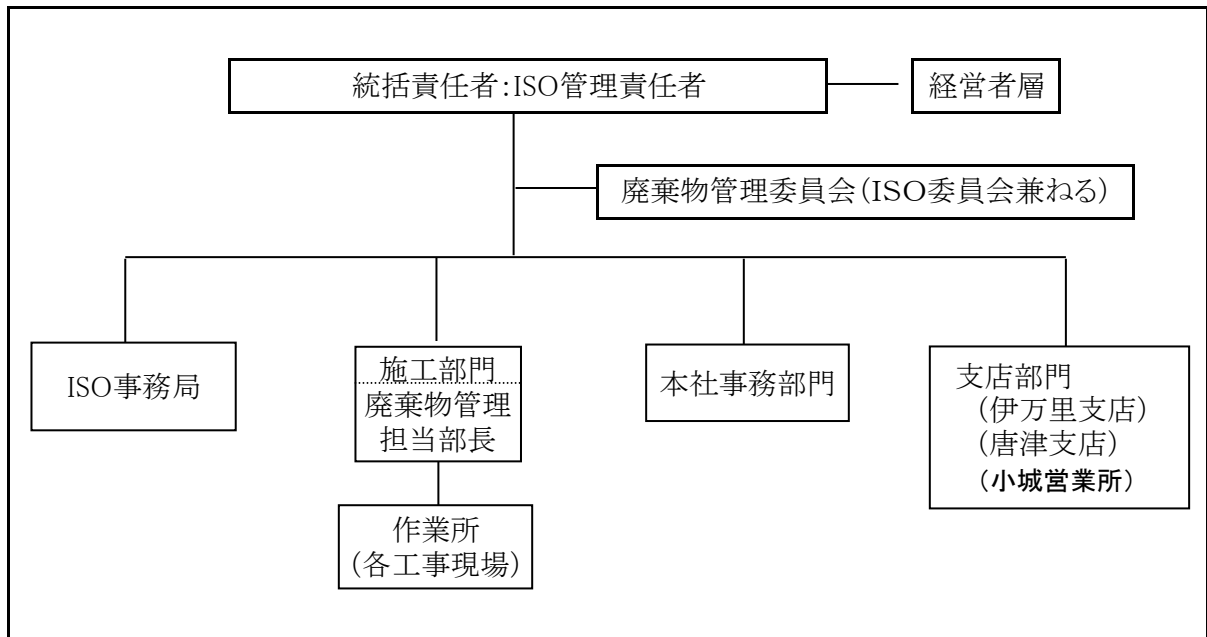 統括責任者:ISO管理責任者
経営者層
廃棄物管理委員会(ISO委員会兼ねる)
ISO事務局
施工部門
廃棄物管理
担当部長
作業所
(各工事現場)
本社事務部門
支店部門
(伊万里支店)
(唐津支店)
(小城営業所)